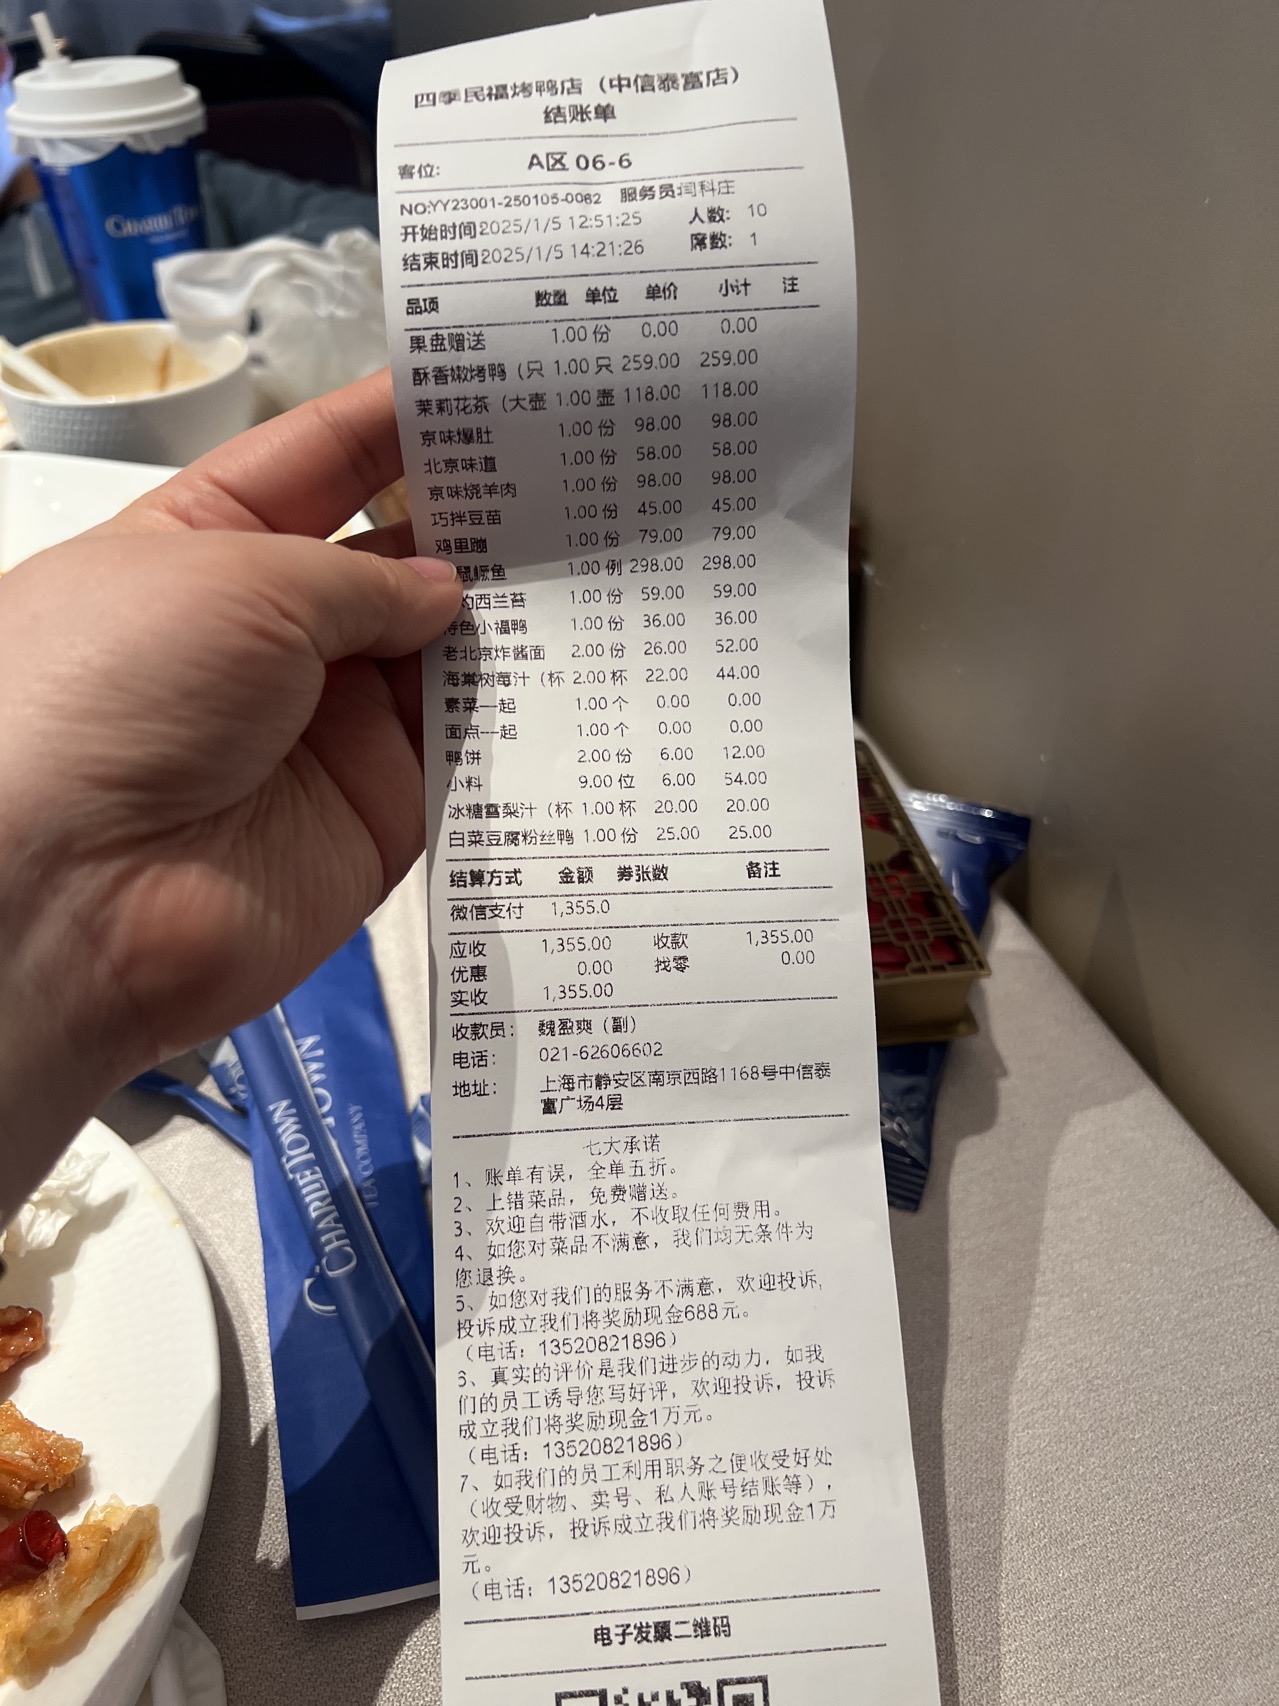 四季民福烤鸭店（中信泰富店）
结账单
客位： A区 06-6
NO:YY23001-250105-0062 服务员闫科庄
开始时间2025/1/5 12:51:25 人数： 10
结束时间2025/1/5 14:21:26 席数： 1
品项 数量 单位 单价 小计 注
果盘赠送 1.00 份 0.00 0.00
酥香嫩烤鸭（只 1.00 只 259.00 259.00
茉莉花茶（大壶 1.00 壶 118.00 118.00
京味爆肚 1.00 份 98.00 98.00
北京味道 1.00 份 58.00 58.00
京味烧羊肉 1.00 份 98.00 98.00
巧拌豆苗 1.00 份 45.00 45.00
鸡里蹦 1.00 份 79.00 79.00
鼠鳜鱼 1.00 例 298.00 298.00
灼西兰苔 1.00 份 59.00 59.00
特色小福鸭 1.00 份 36.00 36.00
老北京炸酱面 2.00 份 26.00 52.00
海棠树莓汁（杯 2.00 杯 22.00 44.00
素菜一起 1.00 个 0.00 0.00
面点一起 1.00 个 0.00 0.00
鸭饼 2.00 份 6.00 12.00
小料 9.00 位 6.00 54.00
冰糖雪梨汁（杯 1.00 杯 20.00 20.00
白菜豆腐粉丝鸭 1.00 份 25.00 25.00
结算方式 金额 券张数 备注
微信支付 1,355.0
应收 1,355.00 收款 1,355.00
优惠 0.00 找零 0.00
实收 1,355.00
收款员： 魏盈爽（副）
电话： 021-62606602
地址： 上海市静安区南京西路1168号中信泰
富广场4层
七大承诺
1、账单有误，全单五折。
2、上错菜品，免费赠送。
3、欢迎自带酒水，不收取任何费用。
4、如您对菜品不满意，我们均无条件为
您退换。
5、如您对我们的服务不满意，欢迎投诉，
投诉成立我们将奖励现金688元。
（电话：13520821896）
6、真实的评价是我们进步的动力，如我
们的员工诱导您写好评，欢迎投诉，投诉
成立我们将奖励现金1万元。
（电话：13520821896）
7、如我们的员工利用职务之便收受好处
（收受财物、卖号、私人账号结账等），
欢迎投诉，投诉成立我们将奖励现金1万
元。
（电话：13520821896）
电子发票二维码
CHARLIE TOWN
CHARLIE TOWN
TEA COMPANY